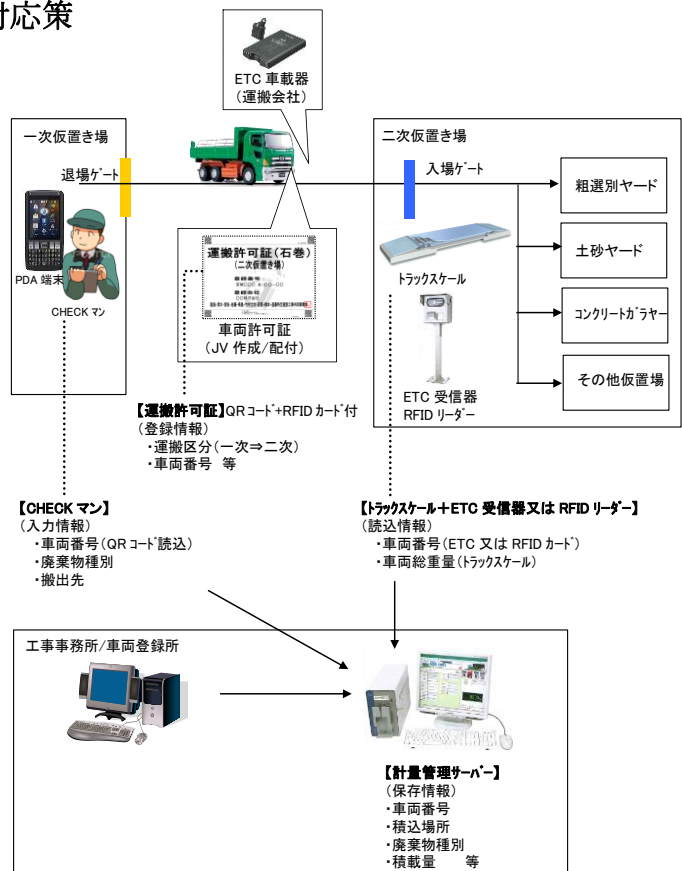 対応策
ETC 車載器
（運搬会社）
一次仮置き場
退場ゲート
PDA 端末
CHECK マン
運搬許可証(石巻)
(二次仮置き場)
車両許可証
（JV 作成/配付）
二次仮置き場
入場ゲート
トラックスケール
ETC 受信器
RFID リーダー
粗選別ヤード
土砂ヤード
コンクリートガラヤー
その他仮置場
【運搬許可証】QRコード+RFIDカード付
（登録情報）
・運搬区分（一次⇒二次）
・車両番号 等
【CHECK マン】
（入力情報）
・車両番号（QRコード読込）
・廃棄物種別
・搬出先
【トラックスケール＋ETC 受信器又は RFID リーダー】
（読込情報）
・車両番号（ETC 又は RFID カード）
・車両総重量（トラックスケール）
工事事務所/車両登録所
【計量管理サーバー】
（保存情報）
・車両番号
・積込場所
・廃棄物種別
・積載量 等